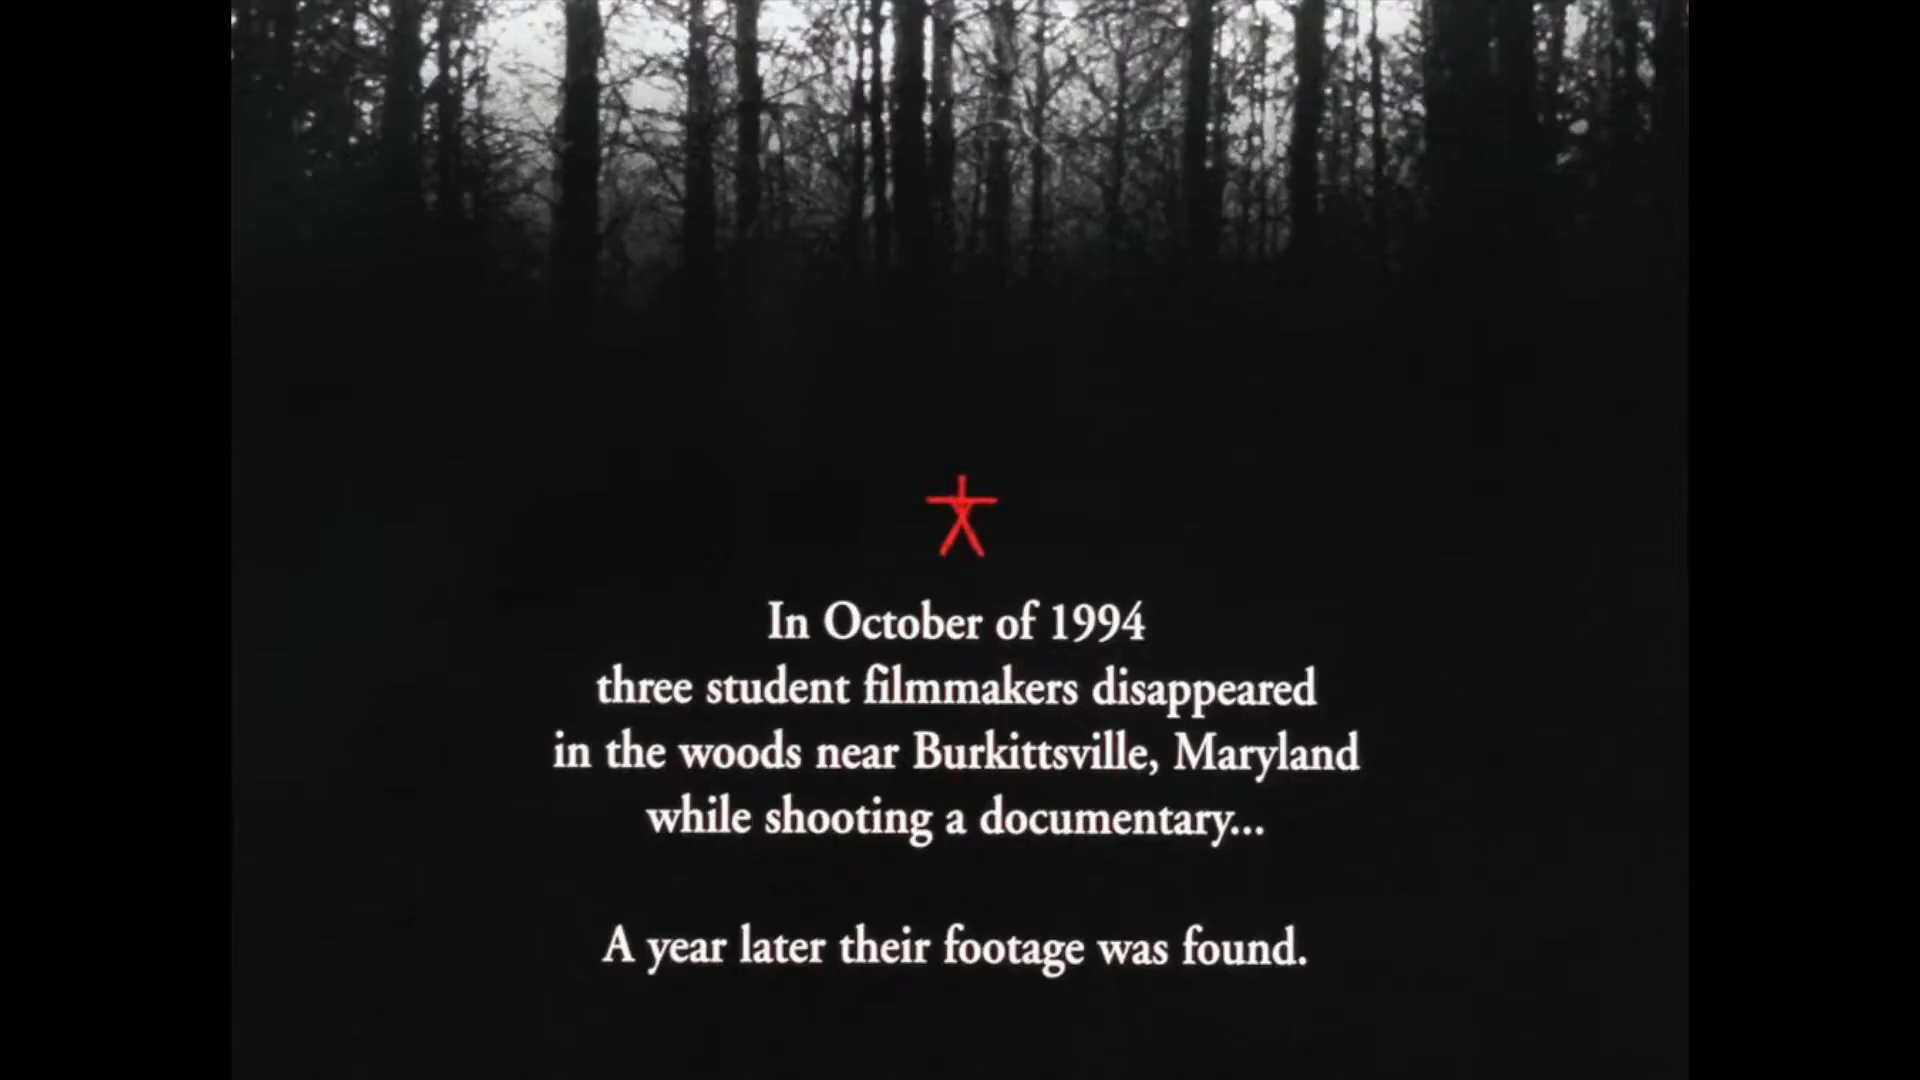 In October of 1994
three student filmmakers disappeared
in the woods near Burkittsville, Maryland
while shooting a documentary...
A year later their footage was found.